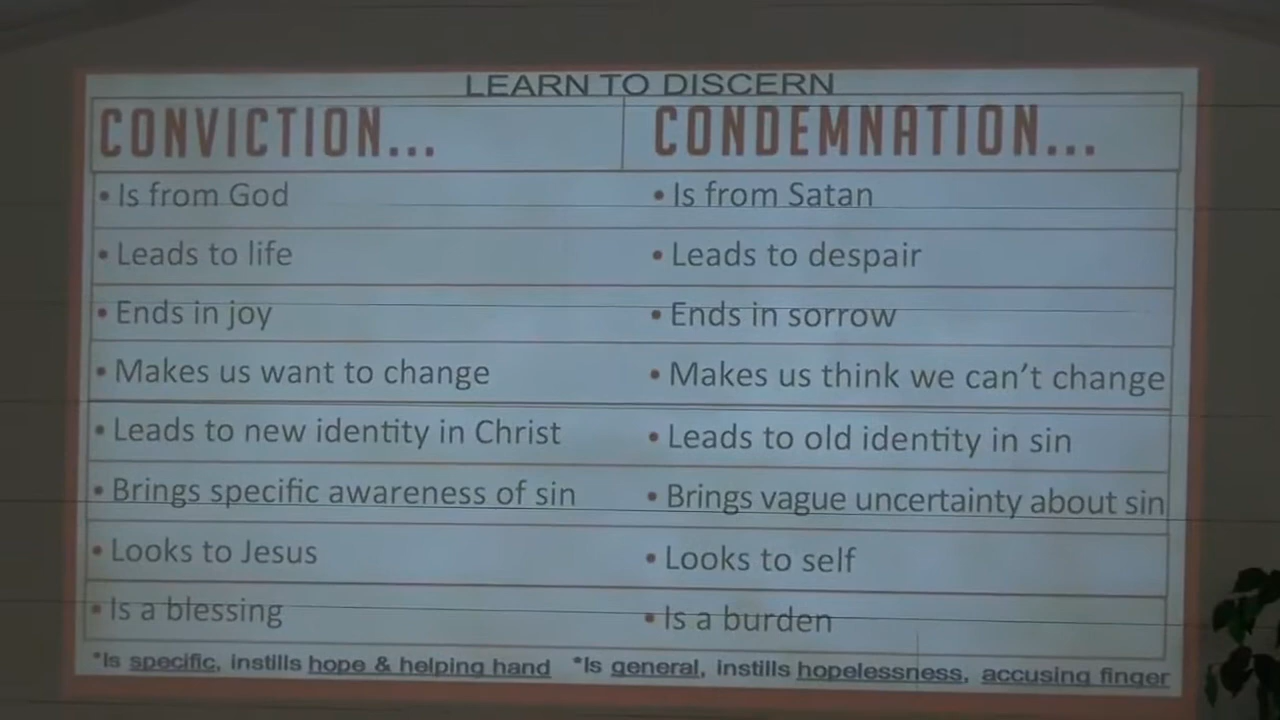 LEARN TO DISCERN
CONVICTION... CONDEMNATION...
• Is from God • Is from Satan
• Leads to life • Leads to despair
• Ends in joy • Ends in sorrow
• Makes us want to change • Makes us think we can't change
• Leads to new identity in Christ • Leads to old identity in sin
• Brings specific awareness of sin • Brings vague uncertainty about sin
• Looks to Jesus • Looks to self
• Is a blessing • Is a burden
*Is specific, instills hope & helping hand *Is general, instills hopelessness, accusing finger